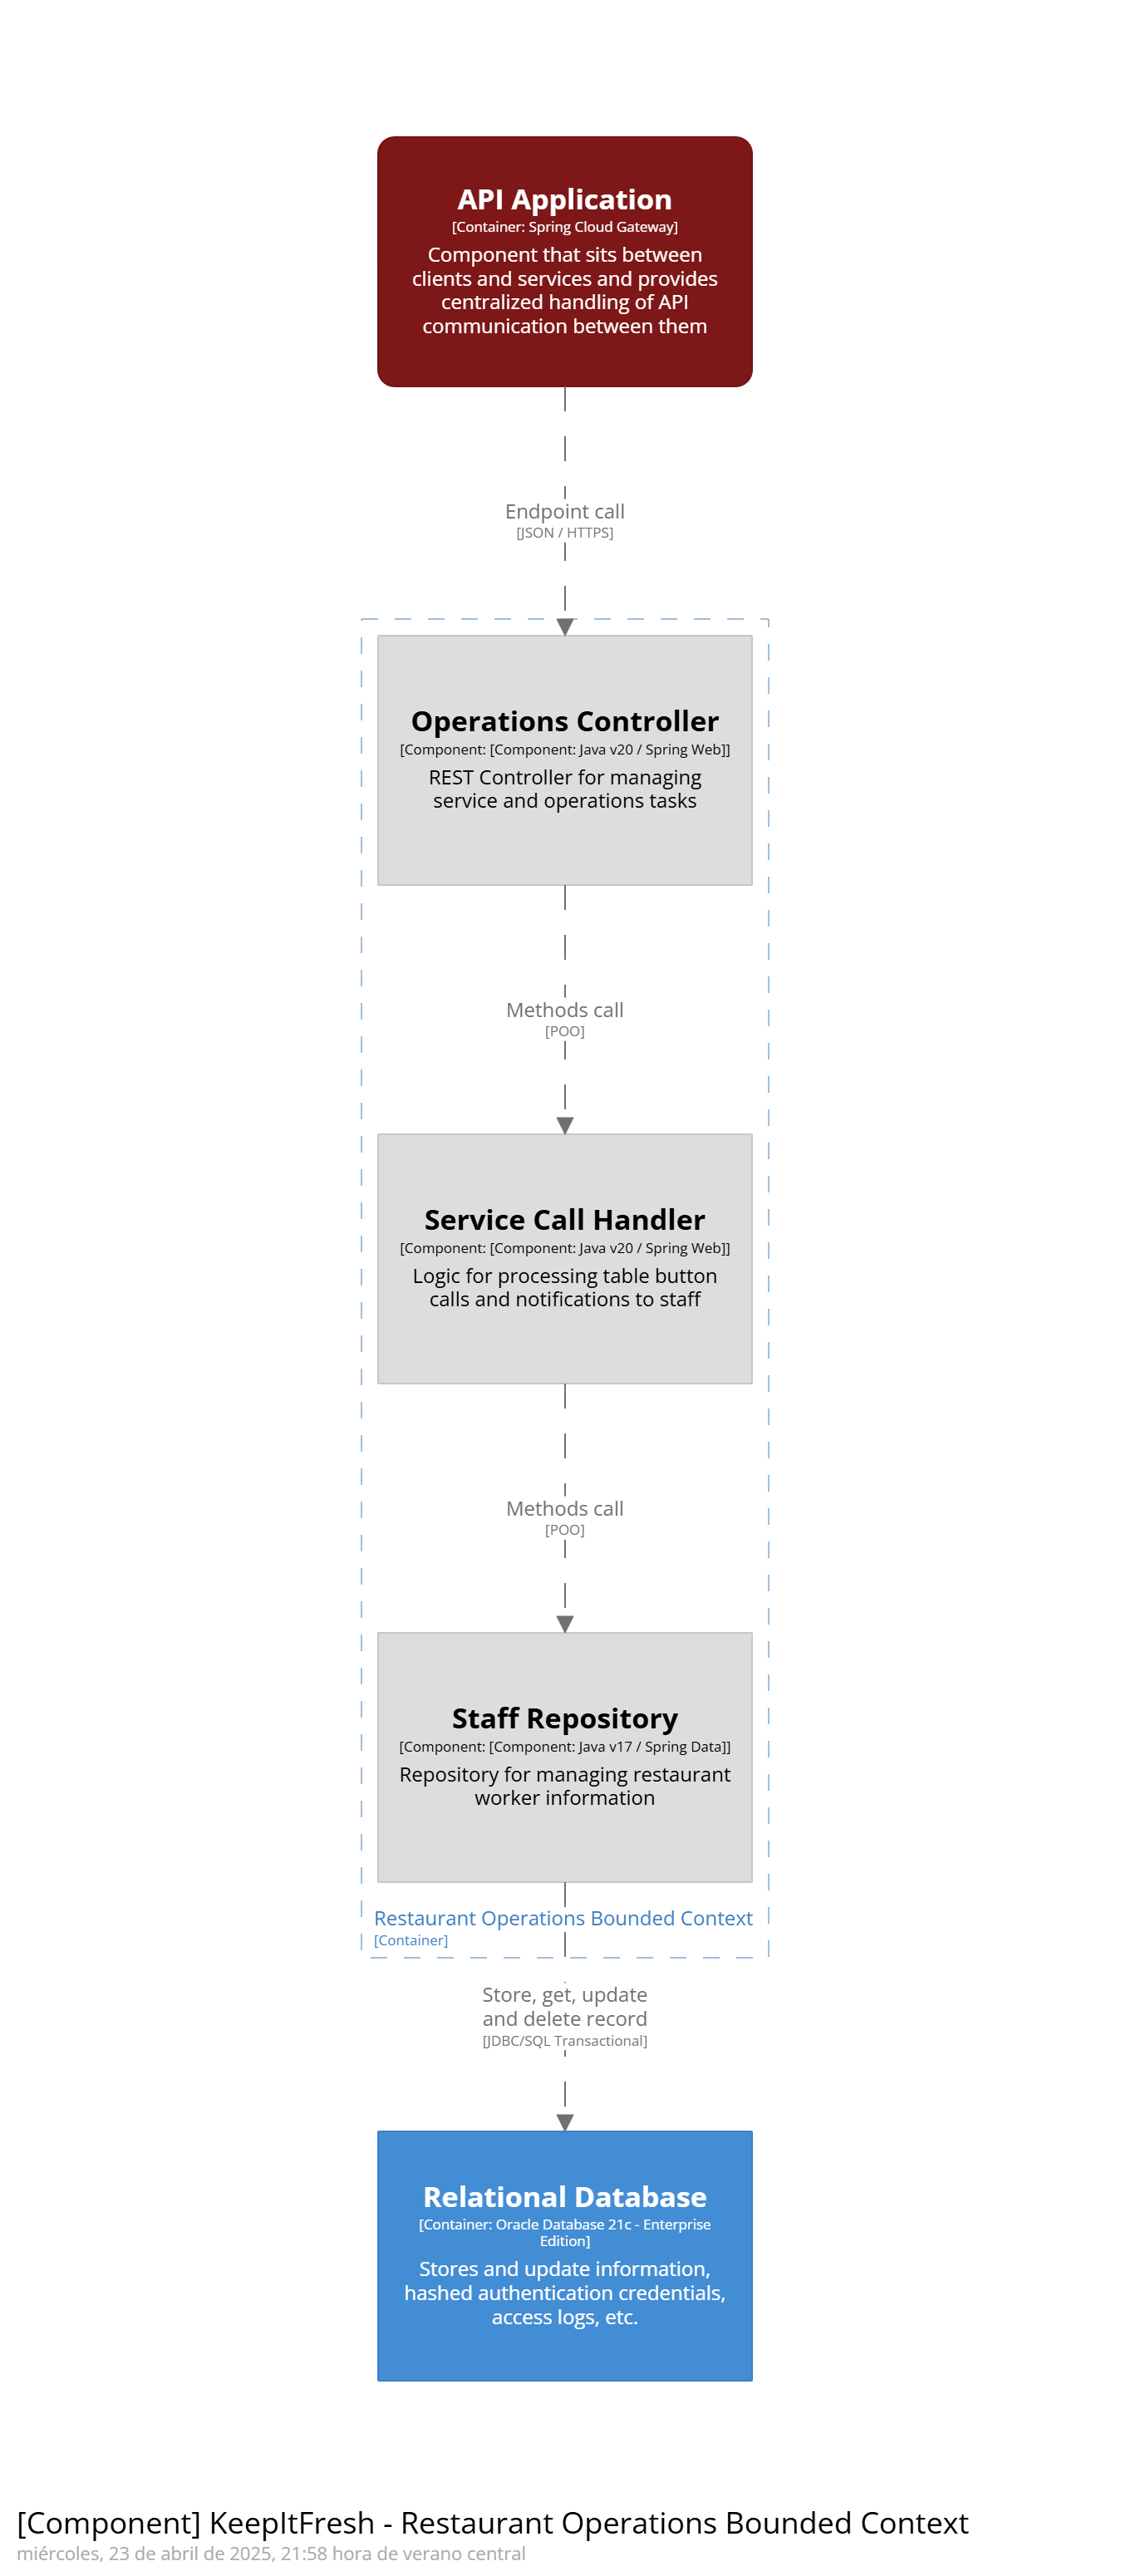 API Application
[Container: Spring Cloud Gateway]
Component that sits between
clients and services and provides
centralized handling of API
communication between them
Endpoint call
[JSON / HTTPS]
Operations Controller
[Component: [Component: Java v20 / Spring Web]]
REST Controller for managing
service and operations tasks
Methods call
[POO]
Service Call Handler
[Component: [Component: Java v20 / Spring Web]]
Logic for processing table button
calls and notifications to staff
Methods call
[POO]
Staff Repository
[Component: [Component: Java v17 / Spring Data]]
Repository for managing restaurant
worker information
Restaurant Operations Bounded Context
[Container]
Store, get, update
and delete record
[JDBC/SQL Transactional]
Relational Database
[Container: Oracle Database 21c - Enterprise
Edition]
Stores and update information,
hashed authentication credentials,
access logs, etc.
[Component] KeepItFresh - Restaurant Operations Bounded Context
miércoles, 23 de abril de 2025, 21:58 hora de verano central